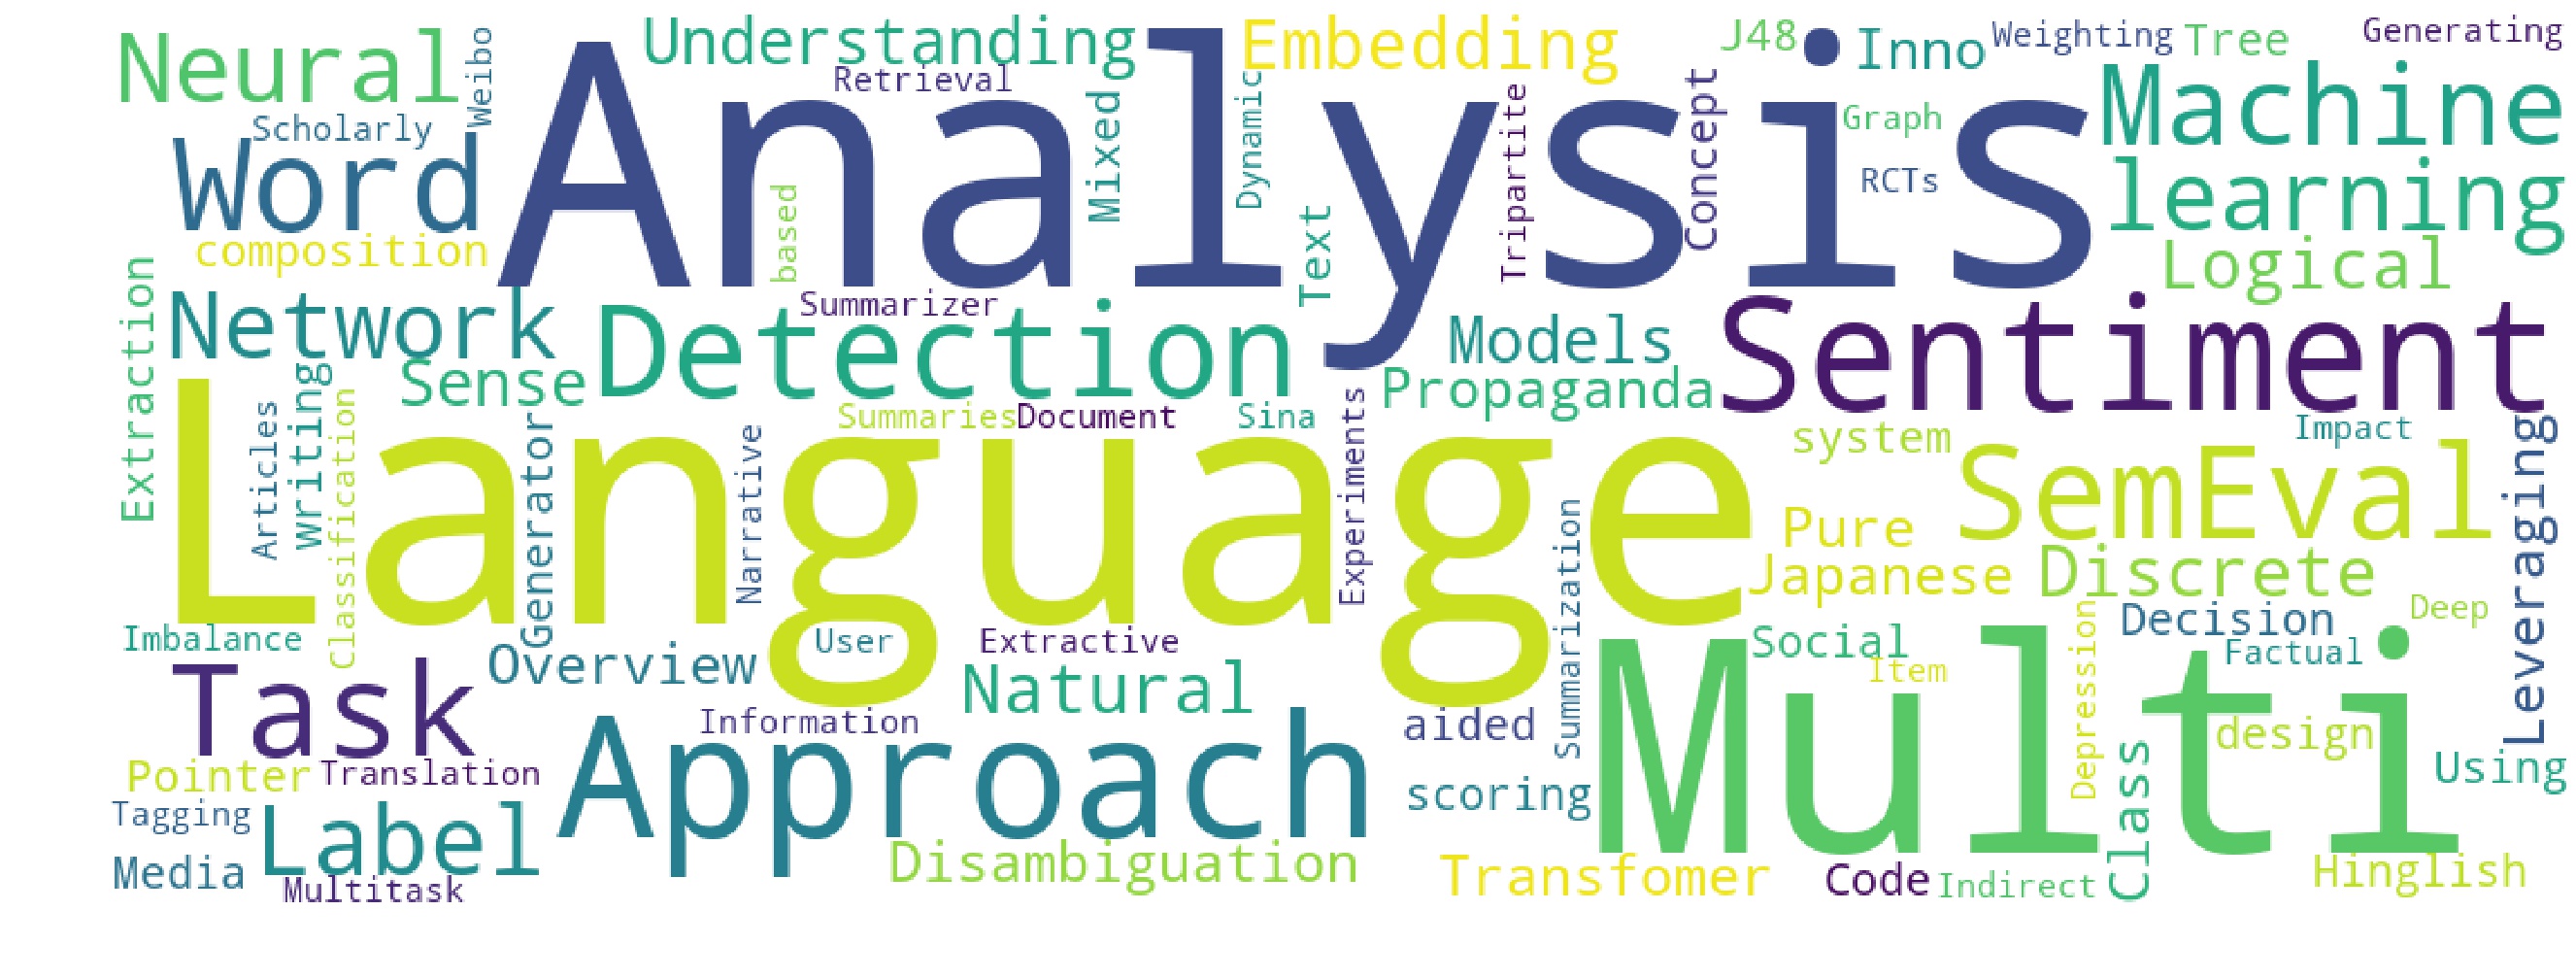 Neural
Weibo
Understanding
Retrieval
Embedding
J48
Inno
Weighting
Tree
Generating
Scholarly
Word
Analysis
Mixed
Dynamic
Tripartite
Concept
Graph
RCTs
Machine
learning
composition
based
Text
Logical
Extraction
Network
Summarizer
Detection
Models
Sentiment
Sense
Propaganda
Articles
writing
Classification
Generator
Summaries
Document
Sina
Experiments
system
Impact
Leveraging
Language
Narrative
SemEval
Pure
Japanese
Discrete
Summarization
Imbalance
User
Extractive
Social
Decision
Deep
Depression
Item
Factual
Task
Overview
Natural
Multi
Information
aided
design
Approach
Pointer
Translation
scoring
Class
Using
Tagging
Label
Disambiguation
Media
Multitask
Transfomer
Code
Indirect
Hinglish